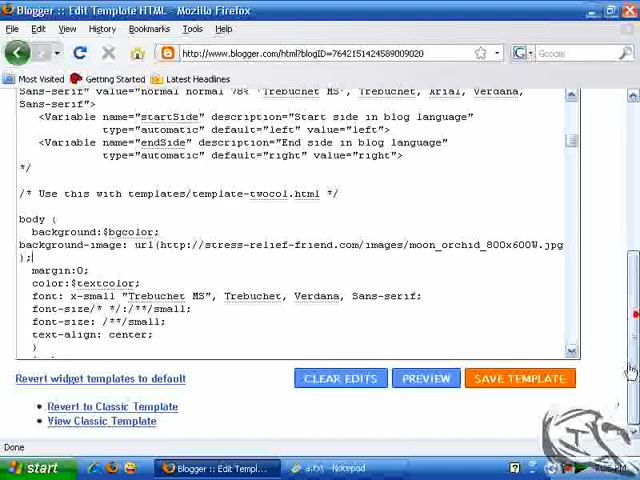 Blogger :: Edit Template HTML - Mozilla Firefox
File Edit View History Bookmarks Tools Help
http://www.blogger.com/html?blogID=7642151424589009020
Most Visited Getting Started Latest Headlines
Sans-serif" value="normal normal 78% 'Trebuchet MS', Trebuchet, Arial, Verdana,
Sans-serif">
<Variable name="startSide" description="Start side in blog language"
type="automatic" default="left" value="left">
<Variable name="endSide" description="End side in blog language"
type="automatic" default="right" value="right">
*/
/* Use this with templates/template-twocol.html */
body {
background:$bgcolor;
background-image: url(http://stress-relief-friend.com/images/moon_orchid_800x600W.jpg
);
margin:0;
color:$textcolor;
font: x-small "Trebuchet MS", Trebuchet, Verdana, Sans-serif;
font-size/* */:/**/small;
font-size: /**/small;
text-align: center;
}
Revert widget templates to default
CLEAR EDITS PREVIEW SAVE TEMPLATE
• Revert to Classic Template
• View Classic Template
Done
start Blogger :: Edit Templ... a.txt - Notepad